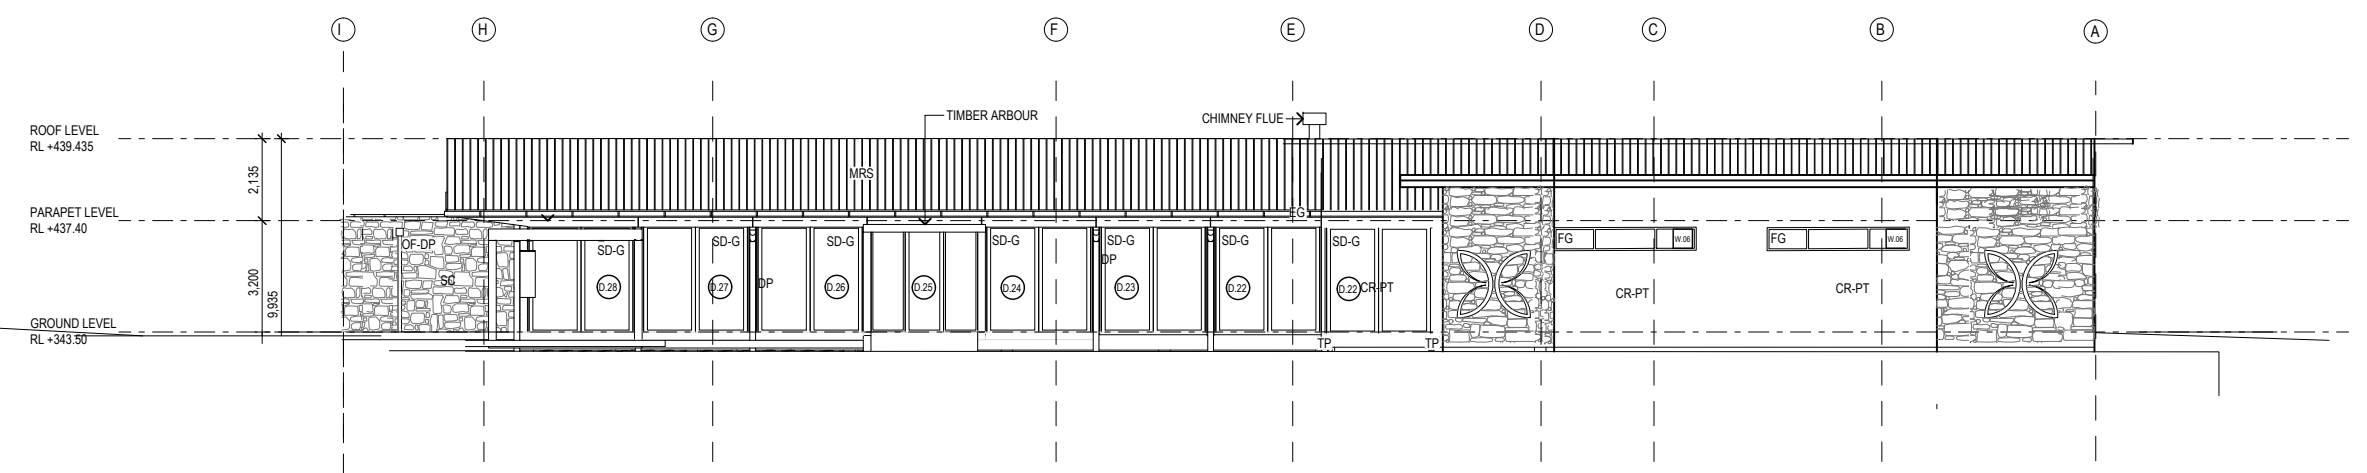 I
H
G
F
E
D
C
B
A
TIMBER ARBOUR
CHIMNEY FLUE
ROOF LEVEL
RL +439.435
2,135
MRS
PARAPET LEVEL
RL +437.40
EG
OF-DP
SD-G
SD-G
SD-G
SD-G
SD-G
SD-G
SD-G
FG
W.06
FG
W.06
DP
SC
DP
D.28
D.27
D.26
D.25
D.24
D.23
D.22
D.22
CR-PT
CR-PT
CR-PT
3,200
9,935
GROUND LEVEL
RL +343.50
TP
TP